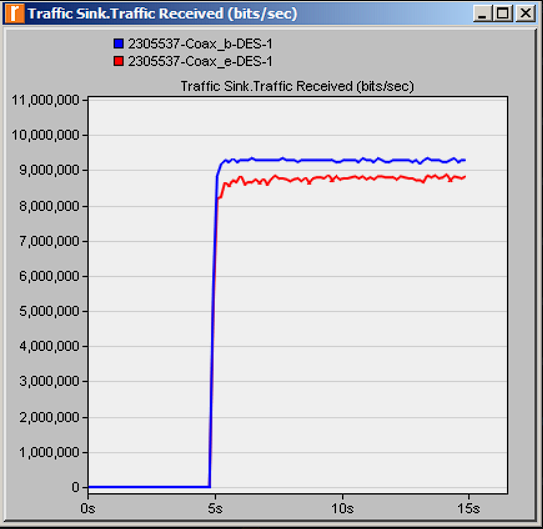 Traffic Sink.Traffic Received (bits/sec)
2305537-Coax_b-DES-1
2305537-Coax_e-DES-1
Traffic Sink.Traffic Received (bits/sec)
11,000,000
10,000,000
9,000,000
8,000,000
7,000,000
6,000,000
5,000,000
4,000,000
3,000,000
2,000,000
1,000,000
0
0s 5s 10s 15s